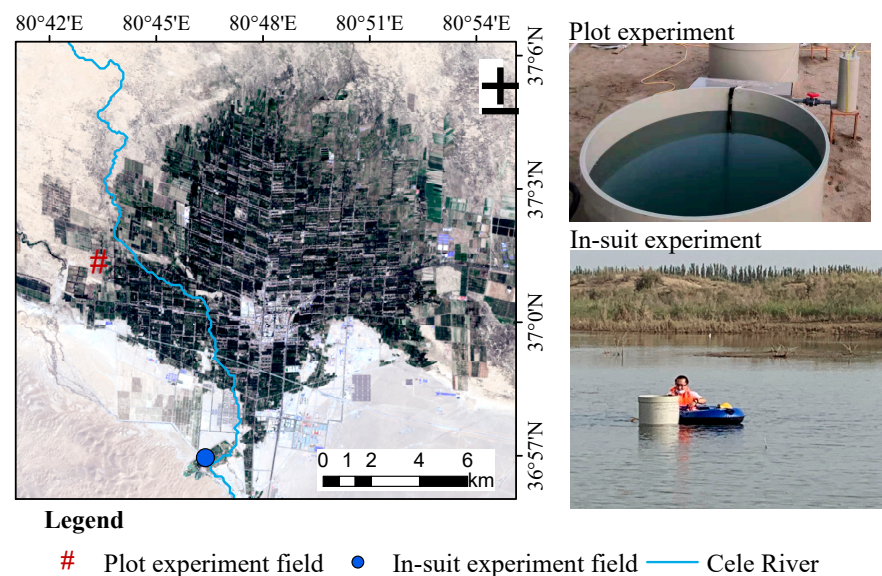 80°42'E 80°45'E 80°48'E 80°51'E 80°54'E
37°6'N
37°3'N
37°0'N
36°57'N
0 1 2 4 6
km
Plot experiment
In-suit experiment
Legend
# Plot experiment field In-suit experiment field Cele River